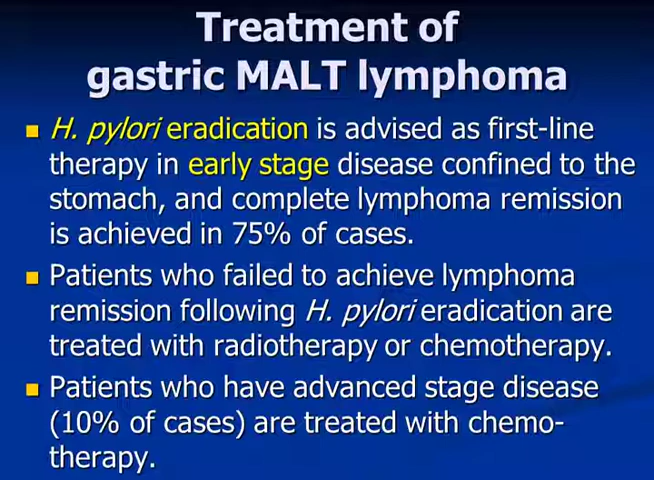 Treatment of
gastric MALT lymphoma
H. pylori eradication is advised as first-line
therapy in early stage disease confined to the
stomach, and complete lymphoma remission
is achieved in 75% of cases.
Patients who failed to achieve lymphoma
remission following H. pylori eradication are
treated with radiotherapy or chemotherapy.
Patients who have advanced stage disease
(10% of cases) are treated with chemo-
therapy.